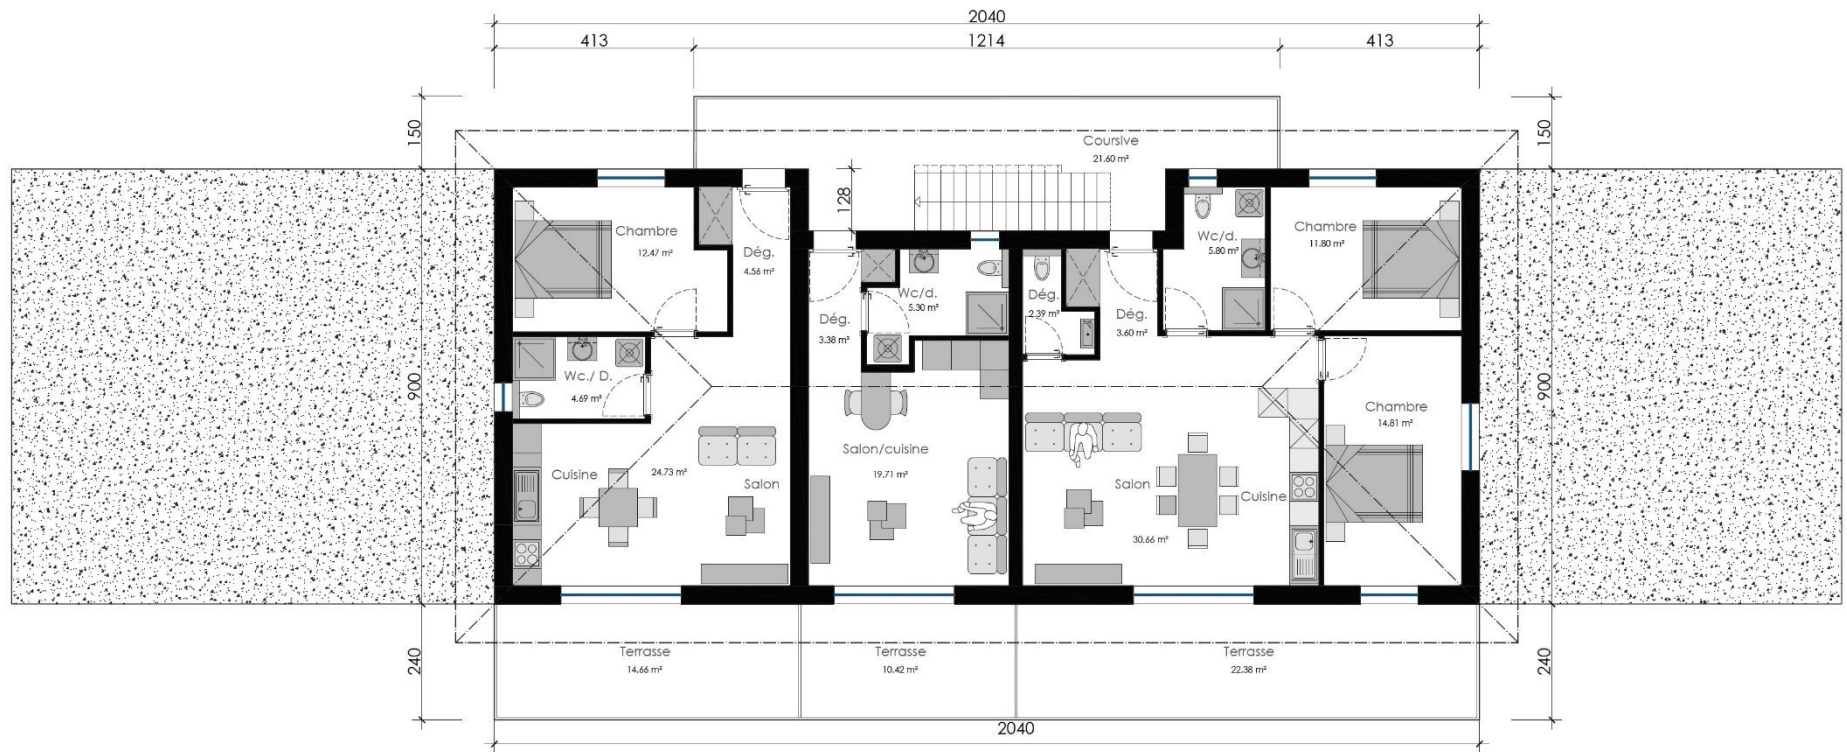 2040
413
1214
413
150
150
Coursive
21.60 m²
128
Chambre
12.47 m²
Dég.
4.56 m²
Wc/d.
5.80 m²
Chambre
11.80 m²
Wc/d.
5.30 m²
Dég.
2.39 m²
Dég.
3.38 m²
Dég.
3.60 m²
Wc./ D.
4.69 m²
900
900
Chambre
14.81 m²
Salon/cuisine
19.71 m²
Cuisine
24.73 m²
Salon
Salon
Cuisine
30.66 m²
Terrasse
14.66 m²
Terrasse
10.42 m²
Terrasse
22.38 m²
240
240
2040